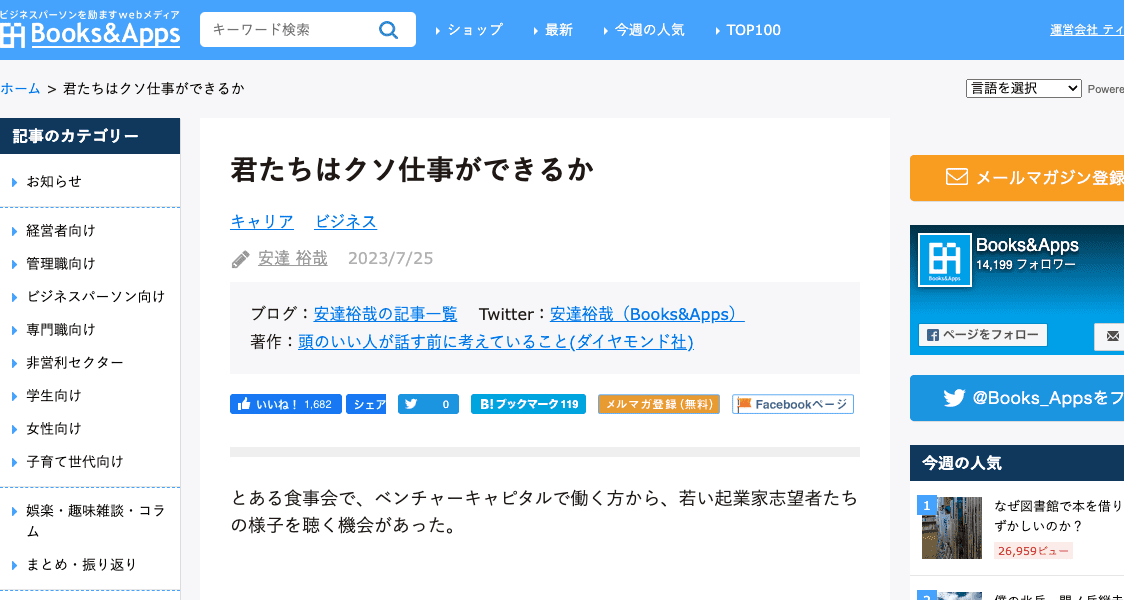 ビジネスパーソンを励ますwebメディア
Books&Apps
キーワード検索
ショップ
最新
今週の人気
TOP100
運営会社 ティ
ホーム > 君たちはクソ仕事ができるか
言語を選択
Powere
記事のカテゴリー
お知らせ
経営者向け
管理職向け
ビジネスパーソン向け
専門職向け
非営利セクター
学生向け
女性向け
子育て世代向け
娯楽・趣味雑談・コラ
ム
まとめ・振り返り
君たちはクソ仕事ができるか
キャリア ビジネス
安達 裕哉 2023/7/25
ブログ：安達裕哉の記事一覧 Twitter：安達裕哉（Books&Apps）
著作：頭のいい人が話す前に考えていること(ダイヤモンド社)
いいね！ 1,682
シェア
0
B!ブックマーク 119
メルマガ登録(無料)
Facebookページ
とある食事会で、ベンチャーキャピタルで働く方から、若い起業家志望者たち
の様子を聴く機会があった。
メールマガジン登録
Books&Apps
Books&Apps
14,199 フォロワー
ページをフォロー
@Books_Appsをフ
今週の人気
1
なぜ図書館で本を借り
ずかしいのか？
26,959ビュー
2